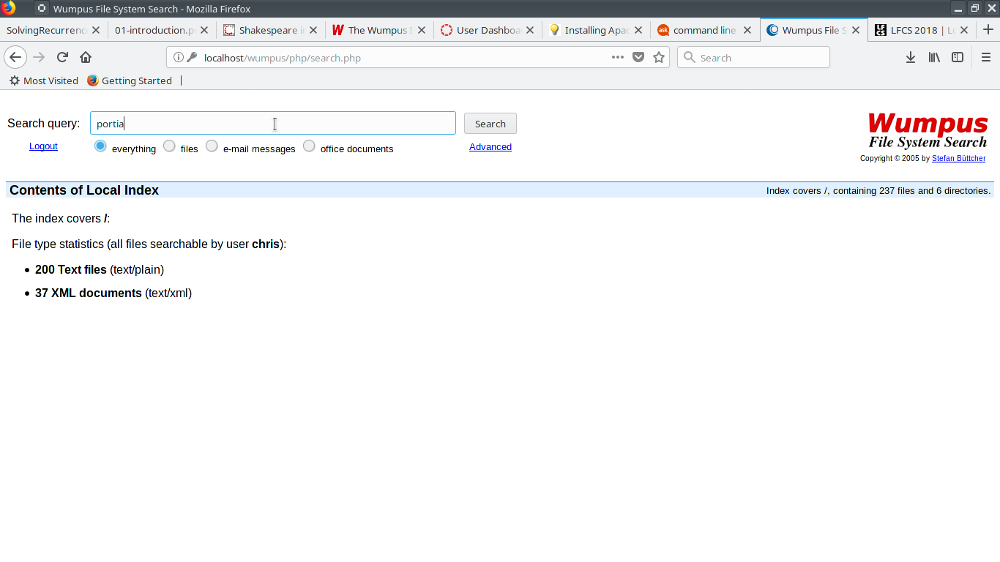 Wumpus File System Search - Mozilla Firefox
SolvingRecurrenc 01-introduction.p Shakespeare i The Wumpus User Dashboa Installing Apac command line Wumpus File S LFCS 2018 | L
localhost/wumpus/php/search.php Search
Most Visited Getting Started
Search query: portia Search
Logout everything files e-mail messages office documents Advanced
Wumpus
File System Search
Copyright © 2005 by Stefan Büttcher
Contents of Local Index Index covers /, containing 237 files and 6 directories.
The index covers /:
File type statistics (all files searchable by user chris):
• 200 Text files (text/plain)
• 37 XML documents (text/xml)